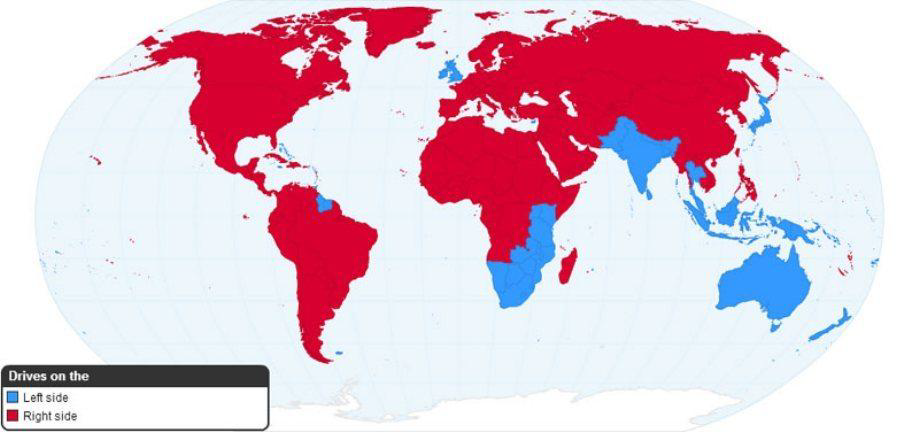 Drives on the
Left side
Right side